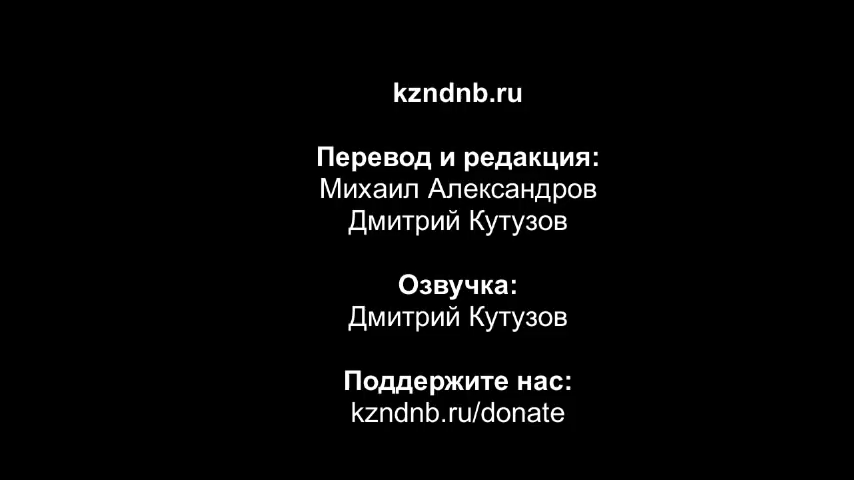 kzndnb.ru
Перевод и редакция:
Михаил Александров
Дмитрий Кутузов
Озвучка:
Дмитрий Кутузов
Поддержите нас:
kzndnb.ru/donate